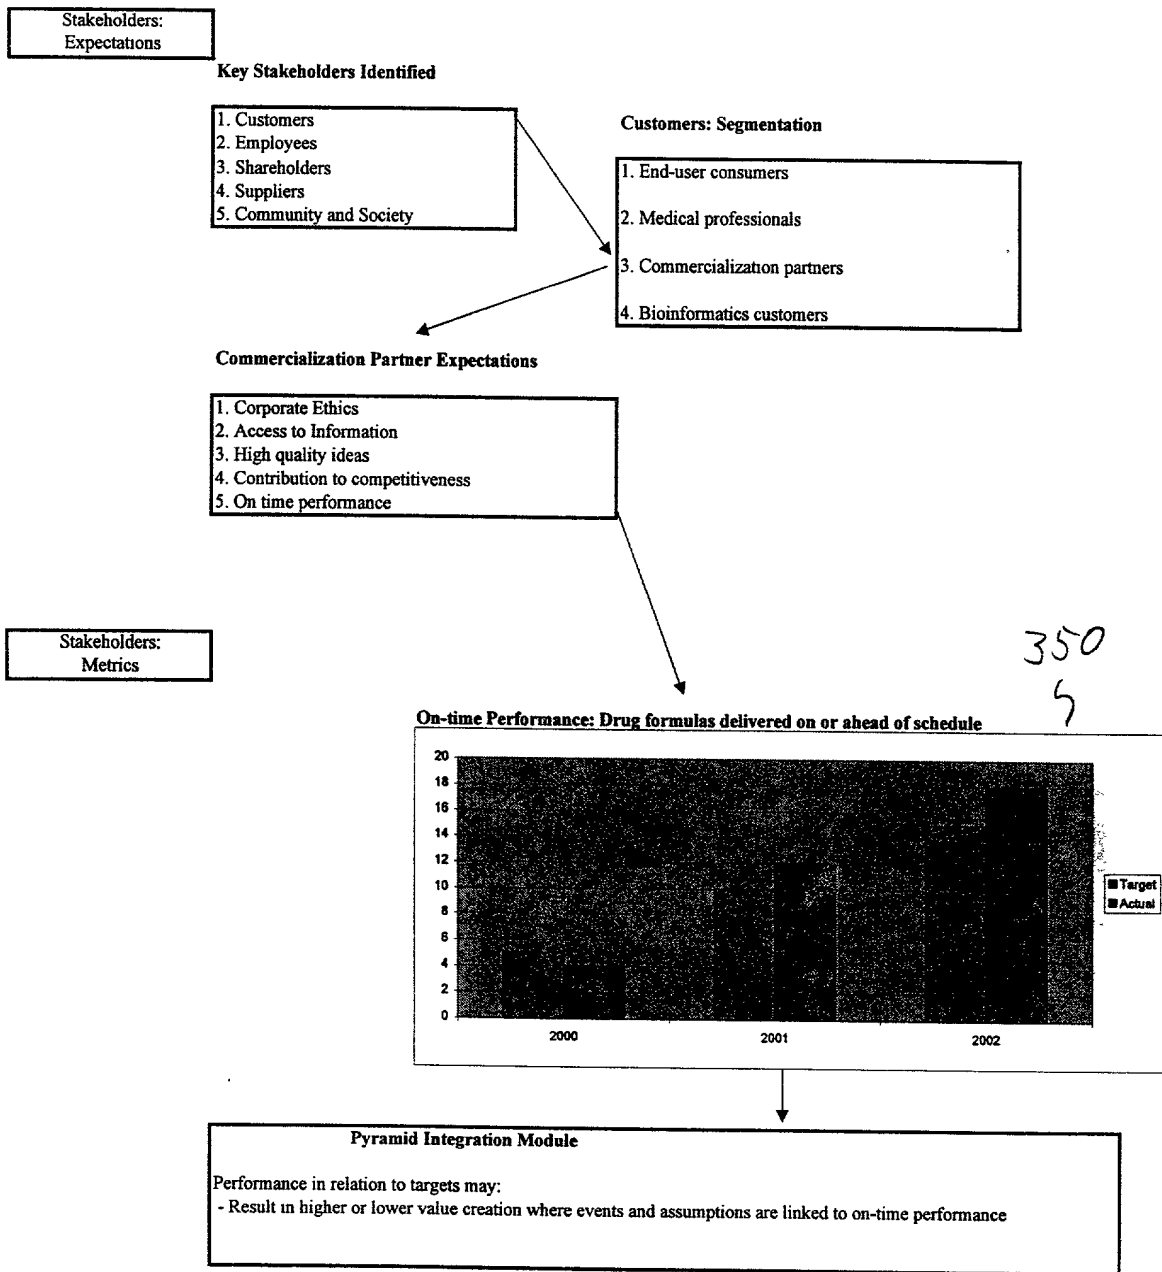 Stakeholders:
Expectations
Key Stakeholders Identified
1. Customers
2. Employees
3. Shareholders
4. Suppliers
5. Community and Society
Customers: Segmentation
1. End-user consumers
2. Medical professionals
3. Commercialization partners
4. Bioinformatics customers
Commercialization Partner Expectations
1. Corporate Ethics
2. Access to Information
3. High quality ideas
4. Contribution to competitiveness
5. On time performance
Stakeholders:
Metrics
350
On-time Performance: Drug formulas delivered on or ahead of schedule
20
18
16
14
12
10
8
6
4
2
0
2000
2001
2002
Target
Actual
Pyramid Integration Module
Performance in relation to targets may:
- Result in higher or lower value creation where events and assumptions are linked to on-time performance